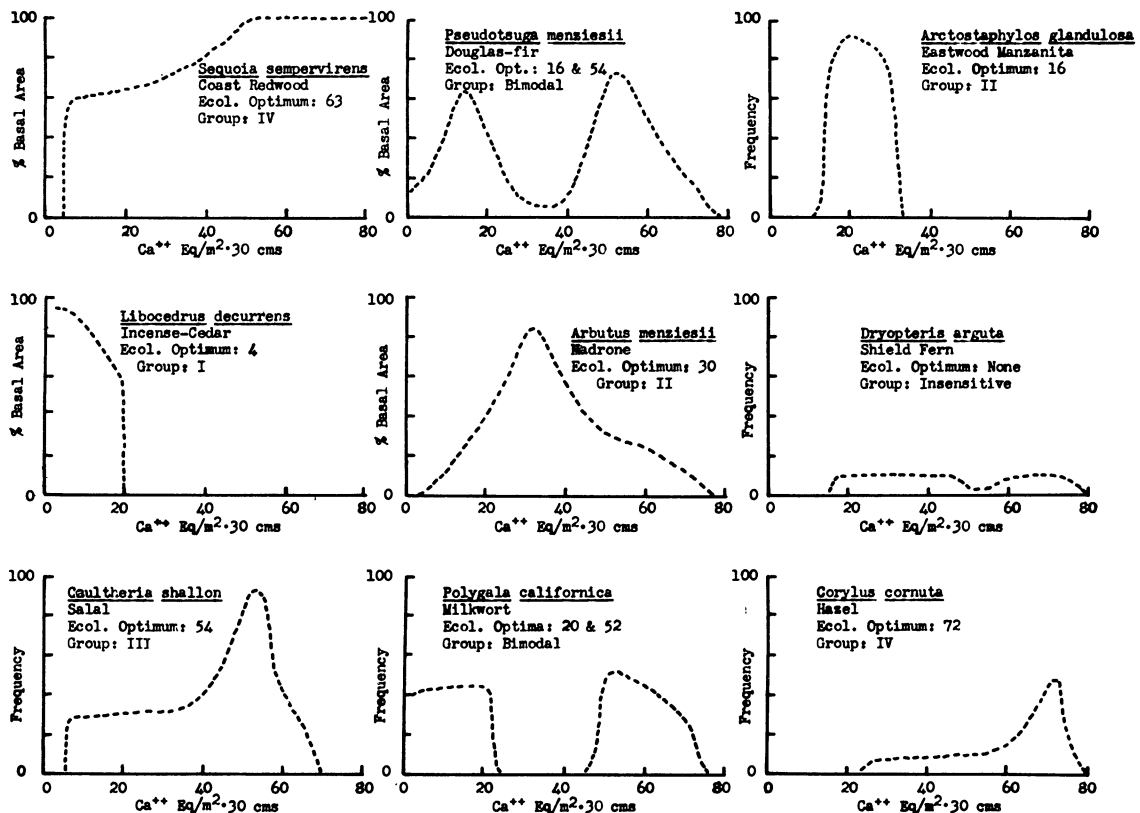 100
% Basal Area
0
Sequoia sempervirens
Coast Redwood
Ecol. Optimum: 63
Group: IV
0 20 40 60 80
Ca++ Eq/m2·30 cms
100
% Basal Area
0
Pseudotsuga menziesii
Douglas-fir
Ecol. Opt.: 16 & 54
Group: Bimodal
0 20 40 60 80
Ca++ Eq/m2·30 cms
100
Frequency
0
Arctostaphylos glandulosa
Eastwood Manzanita
Ecol. Optimum: 16
Group: II
0 20 40 60 80
Ca++ Eq/m2·30 cms
100
% Basal Area
0
Libocedrus decurrens
Incense-Cedar
Ecol. Optimum: 4
Group: I
0 20 40 60 80
Ca++ Eq/m2·30 cms
100
% Basal Area
0
Arbutus menziesii
Madrone
Ecol. Optimum: 30
Group: II
0 20 40 60 80
Ca++ Eq/m2·30 cms
100
Frequency
0
Dryopteris arguta
Shield Fern
Ecol. Optimum: None
Group: Insensitive
0 20 40 60 80
Ca++ Eq/m2·30 cms
100
Frequency
0
Caultheria shallon
Salal
Ecol. Optimum: 54
Group: III
0 20 40 60 80
Ca++ Eq/m2·30 cms
100
Frequency
0
Polygala californica
Milkwort
Ecol. Optima: 20 & 52
Group: Bimodal
0 20 40 60 80
Ca++ Eq/m2·30 cms
100
Frequency
0
Corylus cornuta
Hazel
Ecol. Optimum: 72
Group: IV
0 20 40 60 80
Ca++ Eq/m2·30 cms